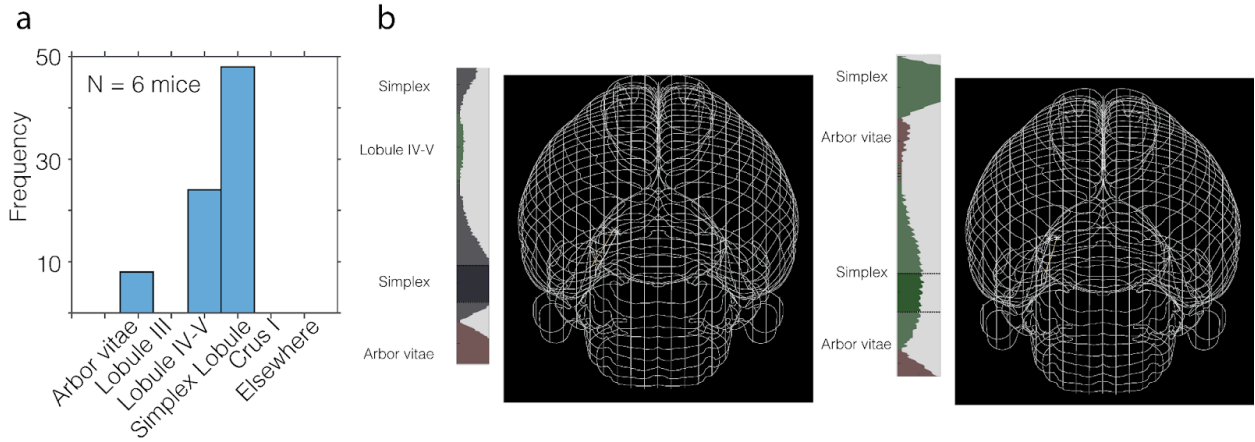 a
50
N = 6 mice
30
10
Frequency
Arbor vitae
Lobule III
Lobule IV-V
Simplex Lobule
Crus I
Elsewhere
b
Simplex
Lobule IV-V
Simplex
Arbor vitae
Simplex
Arbor vitae
Simplex
Arbor vitae